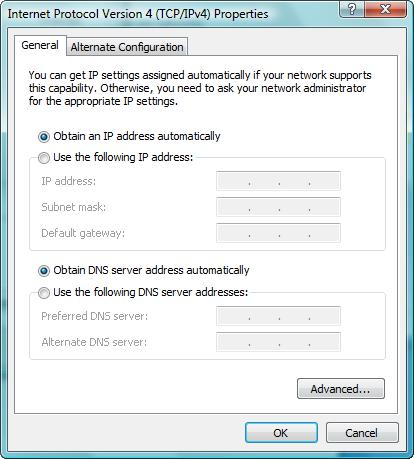 Internet Protocol Version 4 (TCP/IPv4) Properties
General
Alternate Configuration
You can get IP settings assigned automatically if your network supports
this capability. Otherwise, you need to ask your network administrator
for the appropriate IP settings.
Obtain an IP address automatically
Use the following IP address:
IP address:
Subnet mask:
Default gateway:
Obtain DNS server address automatically
Use the following DNS server addresses:
Preferred DNS server:
Alternate DNS server:
Advanced...
OK
Cancel